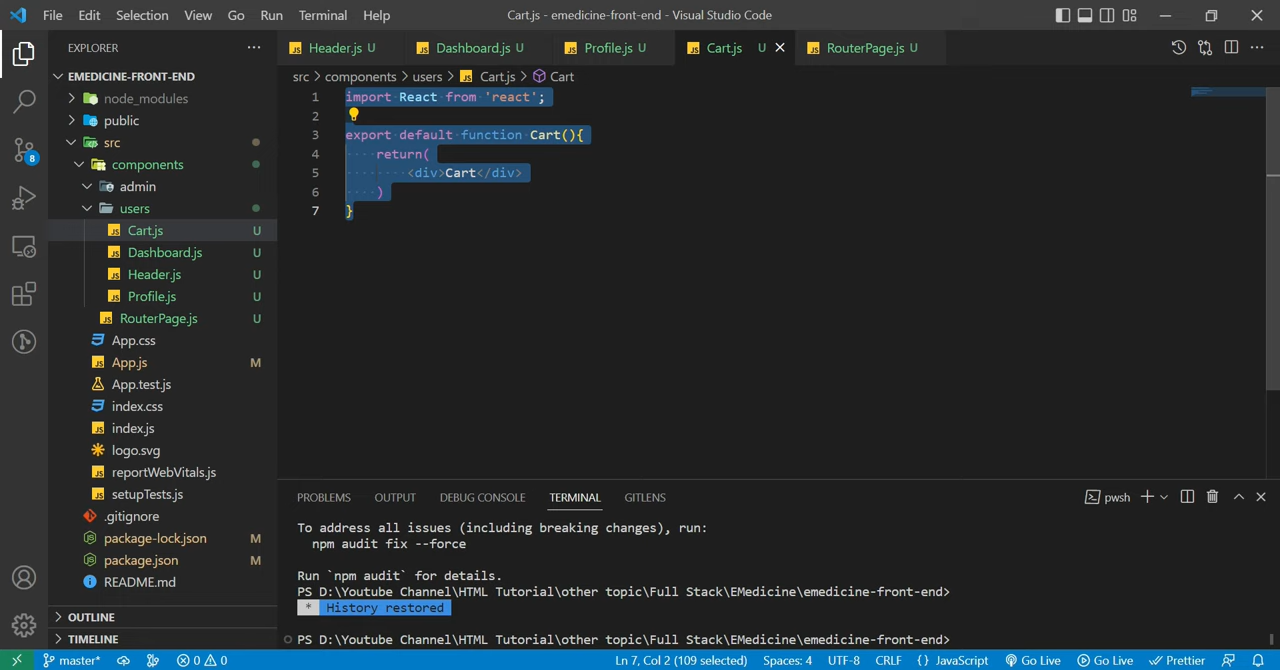 File Edit Selection View Go Run Terminal Help
Cart.js - emedicine-front-end - Visual Studio Code
EXPLORER
Header.js U
Dashboard.js U
Profile.js U
Cart.js U
RouterPage.js U
EMEDICINE-FRONT-END
node_modules
public
src
components
admin
users
Cart.js U
Dashboard.js U
Header.js U
Profile.js U
RouterPage.js U
App.css
App.js M
App.test.js
index.css
index.js
logo.svg
reportWebVitals.js
setupTests.js
.gitignore
package-lock.json M
package.json M
README.md
OUTLINE
TIMELINE
8
src > components > users > JS Cart.js > Cart
1 import React from 'react';
2
3 export default function Cart(){
4 return(
5 <div>Cart</div>
6 )
7 }
PROBLEMS OUTPUT DEBUG CONSOLE TERMINAL GITLENS
pwsh
To address all issues (including breaking changes), run:
npm audit fix --force
Run `npm audit` for details.
PS D:\Youtube Channel\HTML Tutorial\other topic\Full Stack\EMedicine\emedicine-front-end>
* History restored
PS D:\Youtube Channel\HTML Tutorial\other topic\Full Stack\EMedicine\emedicine-front-end>
master* 0 0 Ln 7, Col 2 (109 selected) Spaces: 4 UTF-8 CRLF {} JavaScript Go Live Go Live Prettier